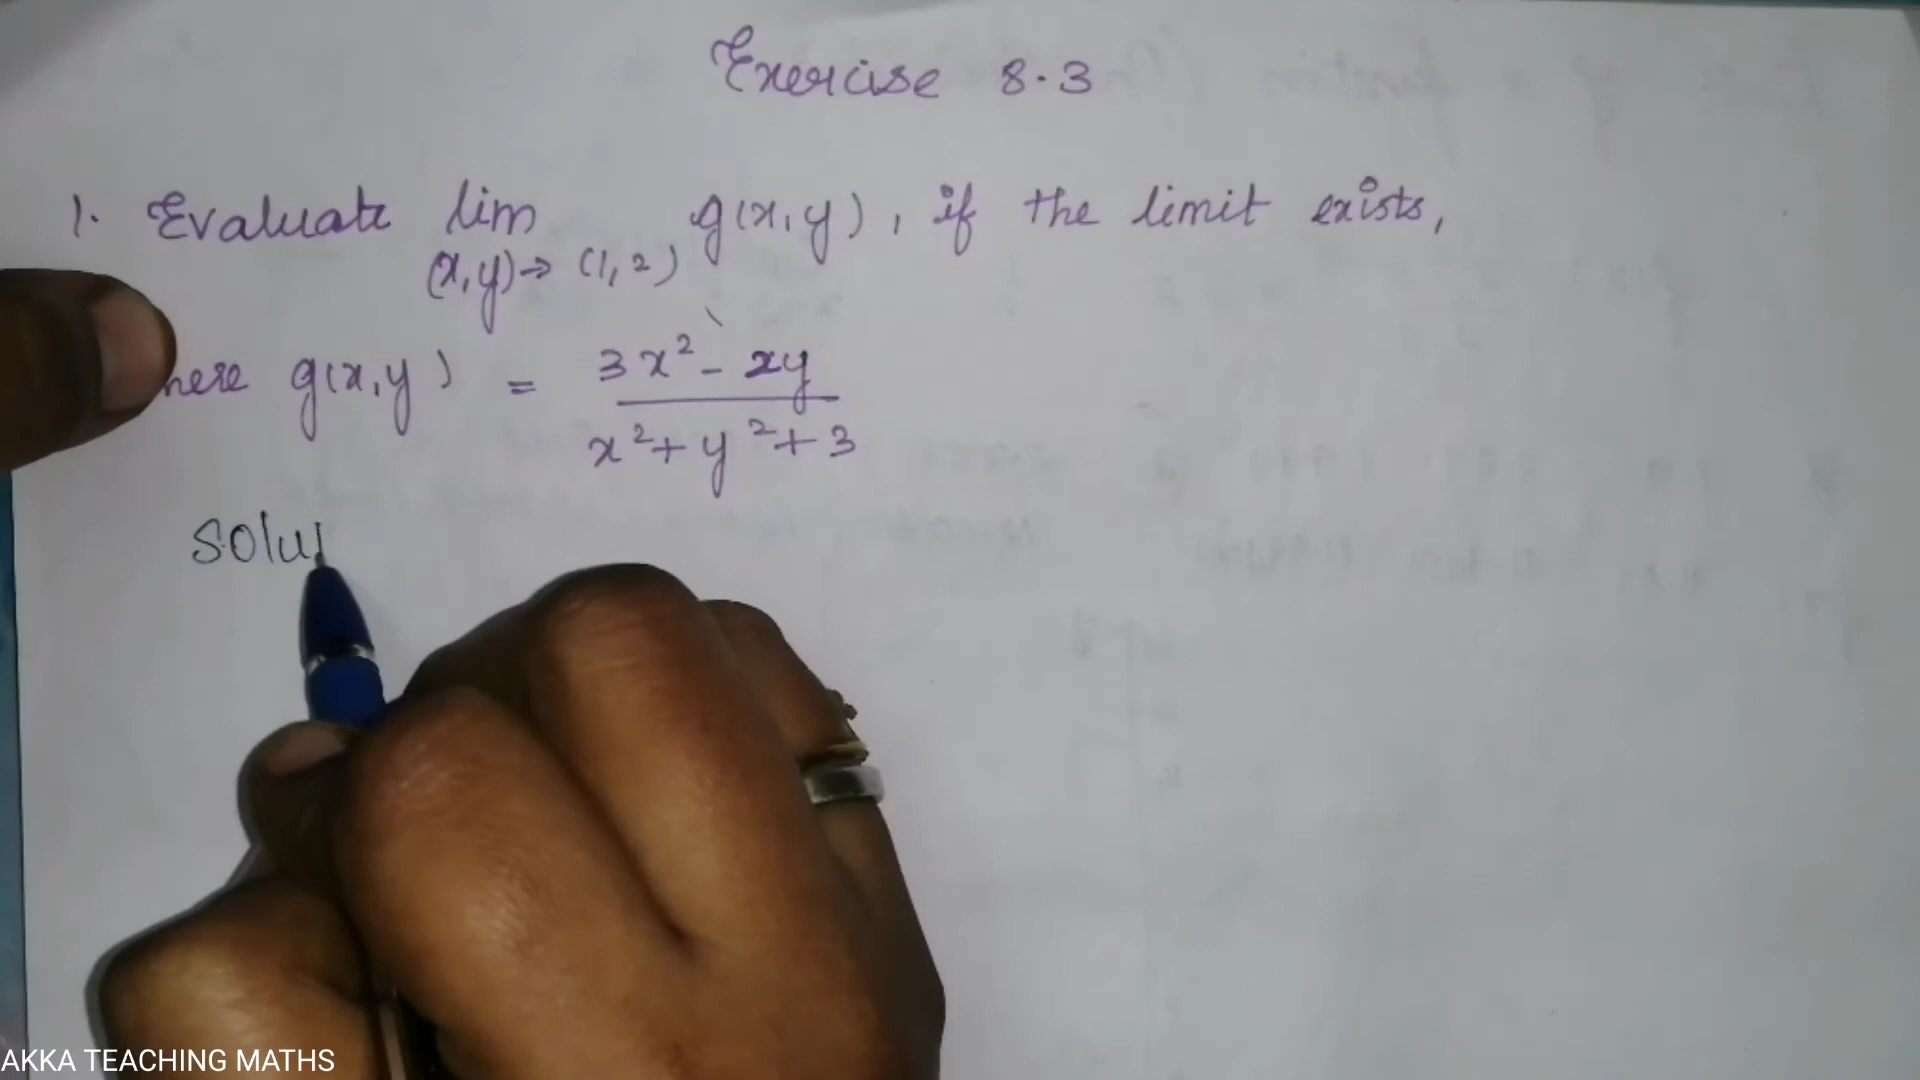 Exercise 8.3
1. Evaluate lim g(x,y), if the limit exists,
(x,y)→(1,2)
here g(x,y) = 3x²-xy
x²+y²+3
Solu
AKKA TEACHING MATHS